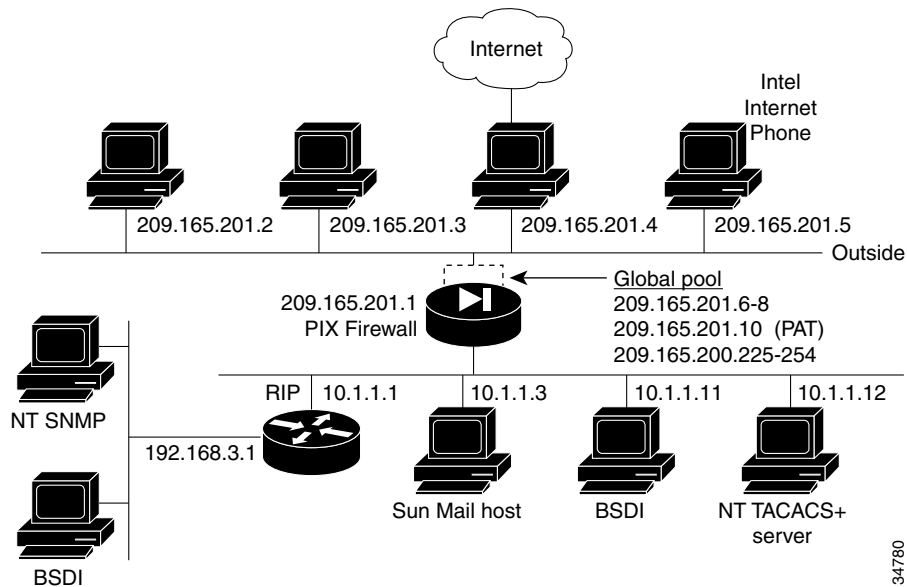 Internet
Intel
Internet
Phone
209.165.201.2
209.165.201.3
209.165.201.4
209.165.201.5
Outside
209.165.201.1
PIX Firewall
Global pool
209.165.201.6-8
209.165.201.10 (PAT)
209.165.200.225-254
NT SNMP
RIP
10.1.1.1
10.1.1.3
10.1.1.11
10.1.1.12
192.168.3.1
Sun Mail host
BSDI
NT TACACS+
server
BSDI
34780